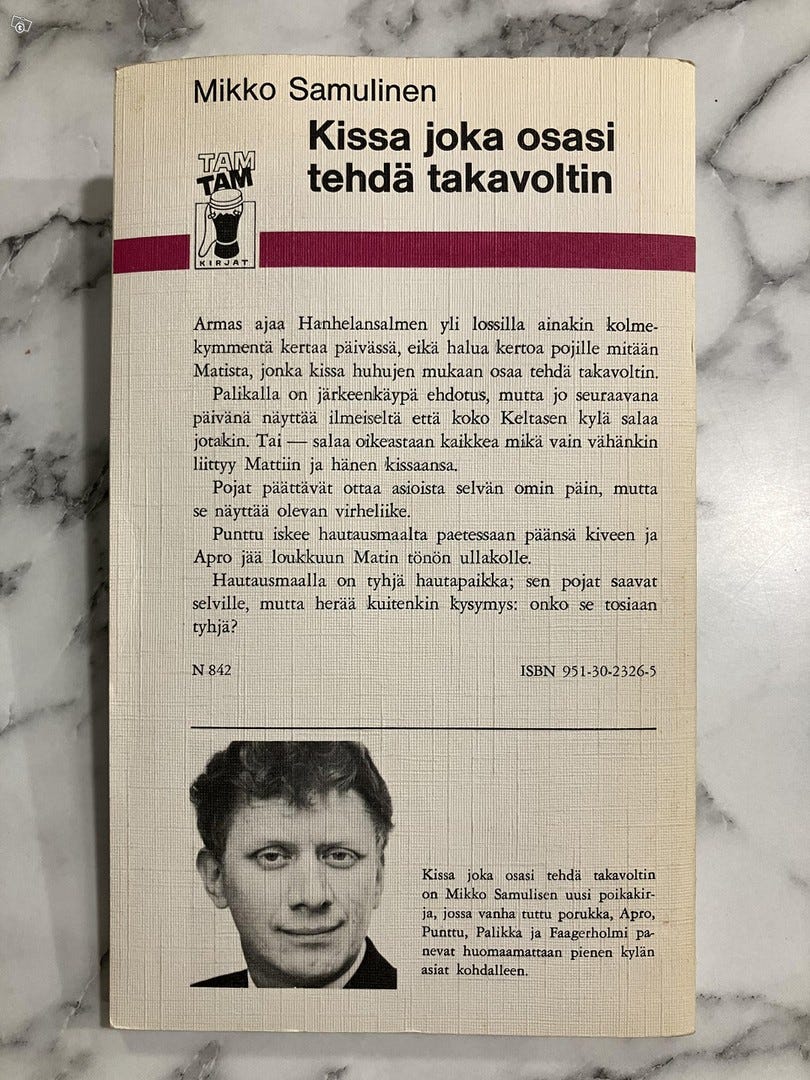 Mikko Samulinen
Kissa joka osasi
tehdä takavoltin
TAM
TAM
KIRJAT
Armas ajaa Hanhelansalmen yli lossilla ainakin kolme-
kymmentä kertaa päivässä, eikä halua kertoa pojille mitään
Matista, jonka kissa huhujen mukaan osaa tehdä takavoltin.
Palikalla on järkeenkäypä ehdotus, mutta jo seuraavana
päivänä näyttää ilmeiseltä että koko Keltasen kylä salaa
jotakin. Tai — salaa oikeastaan kaikkea mikä vain vähänkin
liittyy Mattiin ja hänen kissaansa.
Pojat päättävät ottaa asioista selvän omin päin, mutta
se näyttää olevan virheliike.
Punttu iskee hautausmaalta paetessaan päänsä kiveen ja
Apro jää loukkuun Matin tönön ullakolle.
Hautausmaalla on tyhjä hautapaikka; sen pojat saavat
selville, mutta herää kuitenkin kysymys: onko se tosiaan
tyhjä?
N 842 ISBN 951-30-2326-5
Kissa joka osasi tehdä takavoltin
on Mikko Samulisen uusi poikakir-
ja, jossa vanha tuttu porukka, Apro,
Punttu, Palikka ja Faagerholmi pa-
nevat huomaamattaan pienen kylän
asiat kohdalleen.